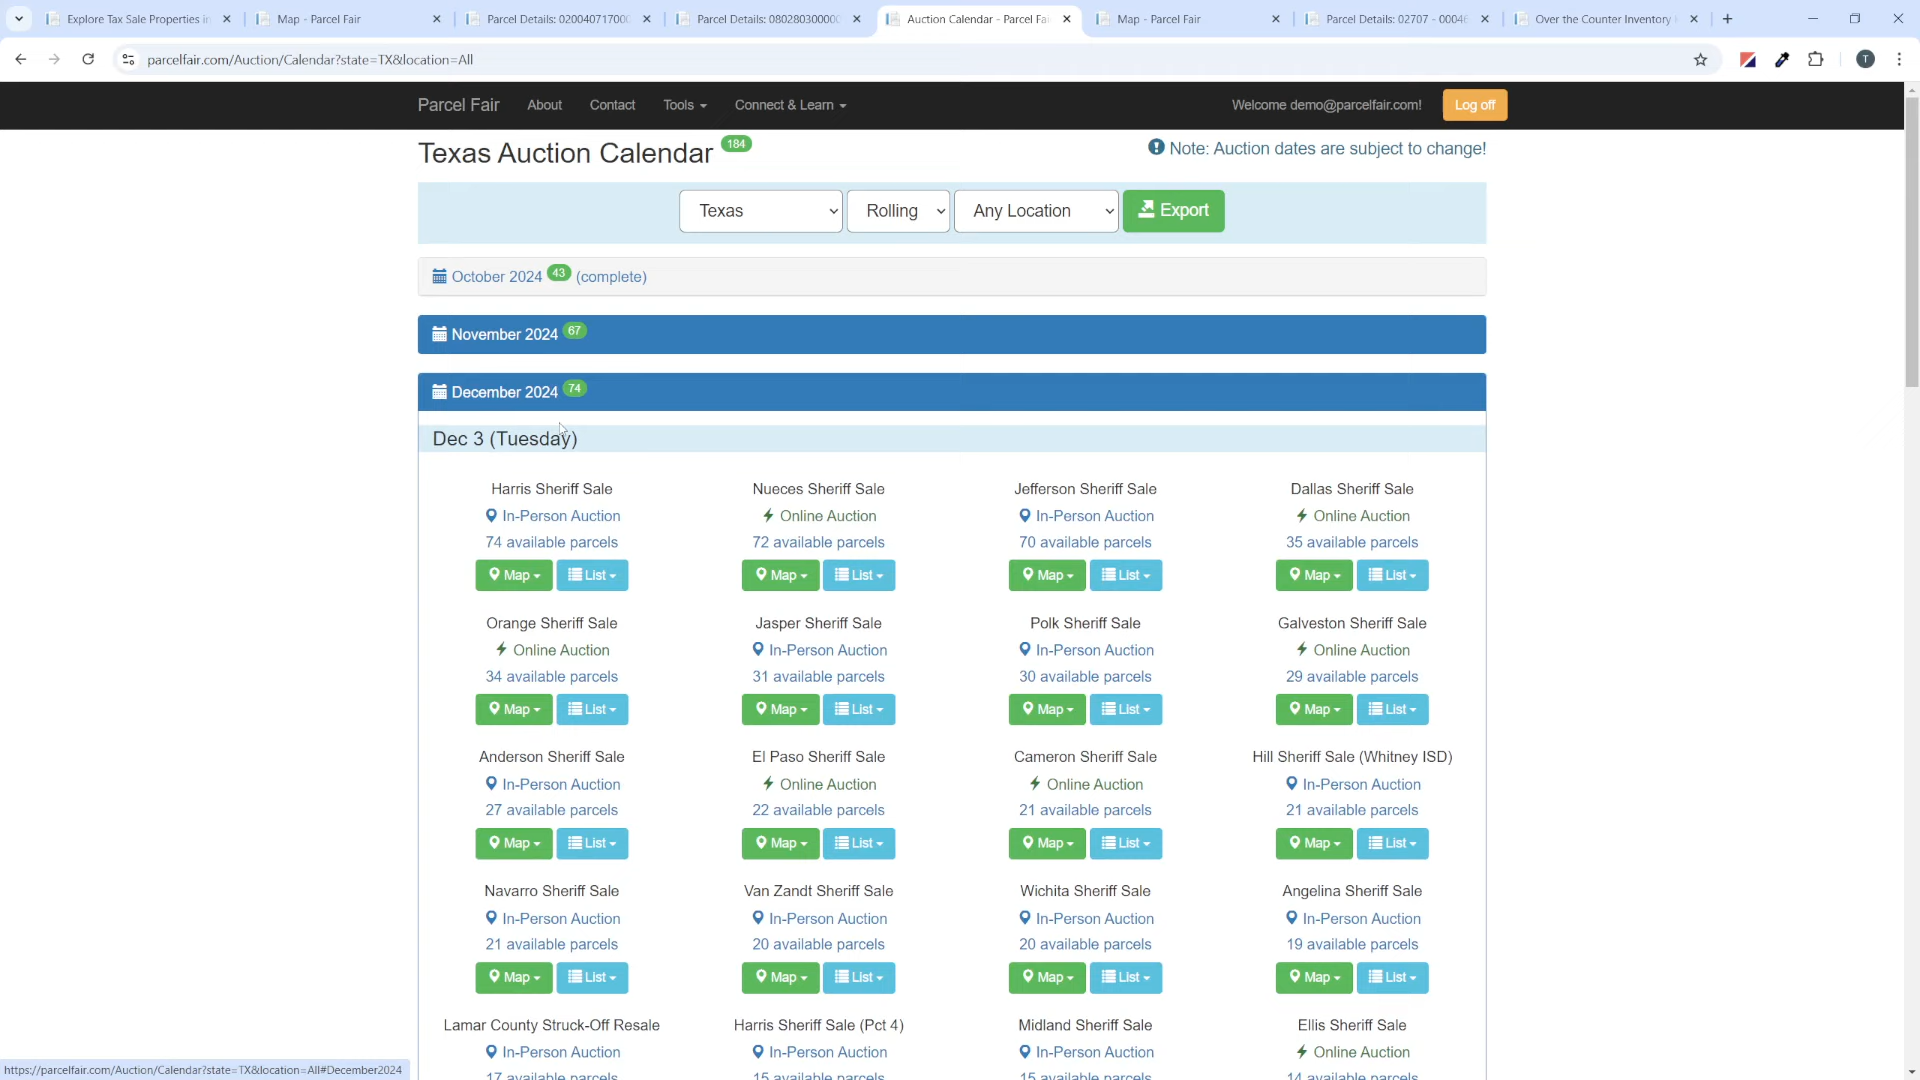 Explore Tax Sale Properties in
Map - Parcel Fair
Parcel Details: 02004071700
Parcel Details: 08028030000
Auction Calendar - Parcel Fai
Map - Parcel Fair
Parcel Details: 02707 - 0004
Over the Counter Inventory
parcelfair.com/Auction/Calendar?state=TX&location=All
T
Parcel Fair
About
Contact
Tools
Connect & Learn
Welcome demo@parcelfair.com!
Log off
Texas Auction Calendar 184
Note: Auction dates are subject to change!
Texas
Rolling
Any Location
Export
October 2024 43 (complete)
November 2024 67
December 2024 74
Dec 3 (Tuesday)
Harris Sheriff Sale
Nueces Sheriff Sale
Jefferson Sheriff Sale
Dallas Sheriff Sale
In-Person Auction
Online Auction
In-Person Auction
Online Auction
74 available parcels
72 available parcels
70 available parcels
35 available parcels
Map List
Map List
Map List
Map List
Orange Sheriff Sale
Jasper Sheriff Sale
Polk Sheriff Sale
Galveston Sheriff Sale
Online Auction
In-Person Auction
In-Person Auction
Online Auction
34 available parcels
31 available parcels
30 available parcels
29 available parcels
Map List
Map List
Map List
Map List
Anderson Sheriff Sale
El Paso Sheriff Sale
Cameron Sheriff Sale
Hill Sheriff Sale (Whitney ISD)
In-Person Auction
Online Auction
Online Auction
In-Person Auction
27 available parcels
22 available parcels
21 available parcels
21 available parcels
Map List
Map List
Map List
Map List
Navarro Sheriff Sale
Van Zandt Sheriff Sale
Wichita Sheriff Sale
Angelina Sheriff Sale
In-Person Auction
In-Person Auction
In-Person Auction
In-Person Auction
21 available parcels
20 available parcels
20 available parcels
19 available parcels
Map List
Map List
Map List
Map List
Lamar County Struck-Off Resale
Harris Sheriff Sale (Pct 4)
Midland Sheriff Sale
Ellis Sheriff Sale
In-Person Auction
In-Person Auction
In-Person Auction
Online Auction
17 available parcels
15 available parcels
15 available parcels
14 available parcels
https://parcelfair.com/Auction/Calendar?state=TX&location=All#December2024